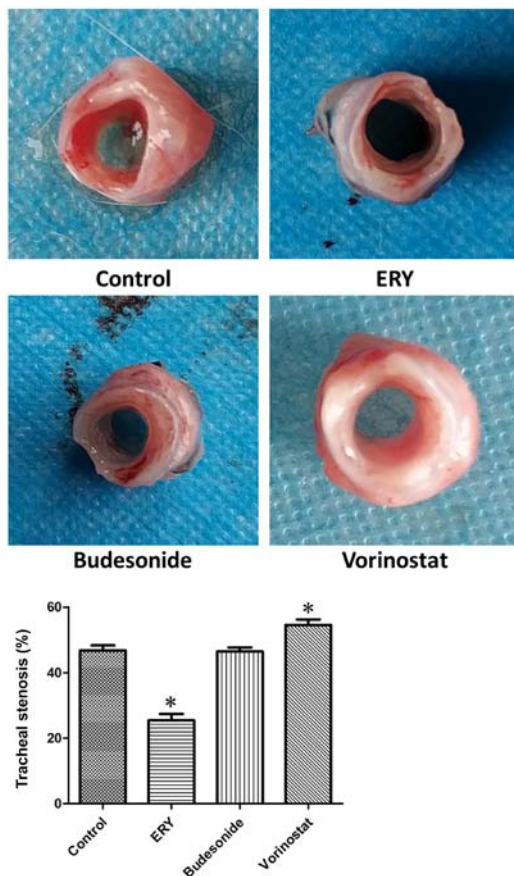 Control
ERY
Budesonide
Vorinostat
Tracheal stenosis (%)
60
40
20
0
*
*
Control
ERY
Budesonide
Vorinostat